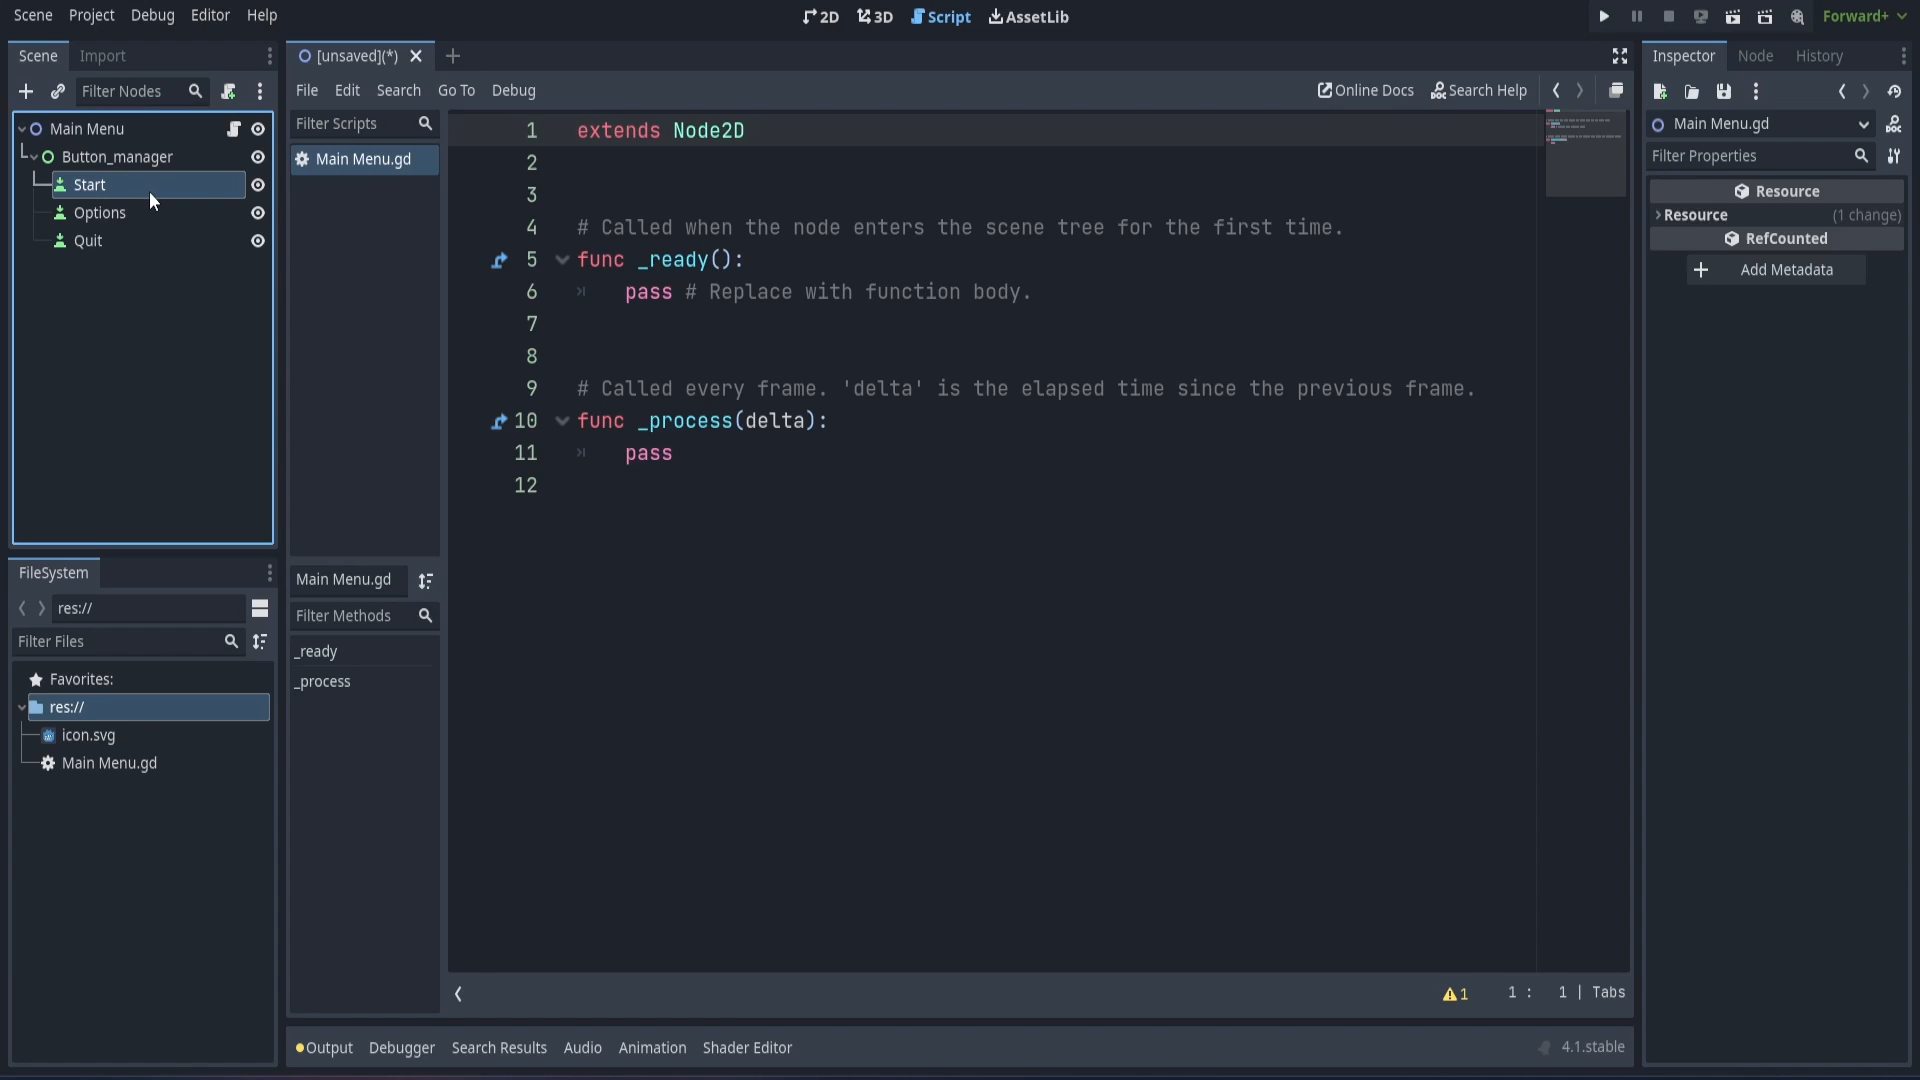 Scene Project Debug Editor Help
2D 3D Script AssetLib
Forward+
Scene Import
Filter Nodes
Main Menu
Button_manager
Start
Options
Quit
FileSystem
res://
Filter Files
Favorites:
res://
icon.svg
Main Menu.gd
[unsaved](*)
File Edit Search Go To Debug
Online Docs Search Help
Filter Scripts
Main Menu.gd
Main Menu.gd
Filter Methods
_ready
_process
1 extends Node2D
2
3
4 # Called when the node enters the scene tree for the first time.
5 func _ready():
6 pass # Replace with function body.
7
8
9 # Called every frame. 'delta' is the elapsed time since the previous frame.
10 func _process(delta):
11 pass
12
1 1 : 1 | Tabs
Output Debugger Search Results Audio Animation Shader Editor
4.1.stable
Inspector Node History
Main Menu.gd
Filter Properties
Resource
Resource (1 change)
RefCounted
Add Metadata